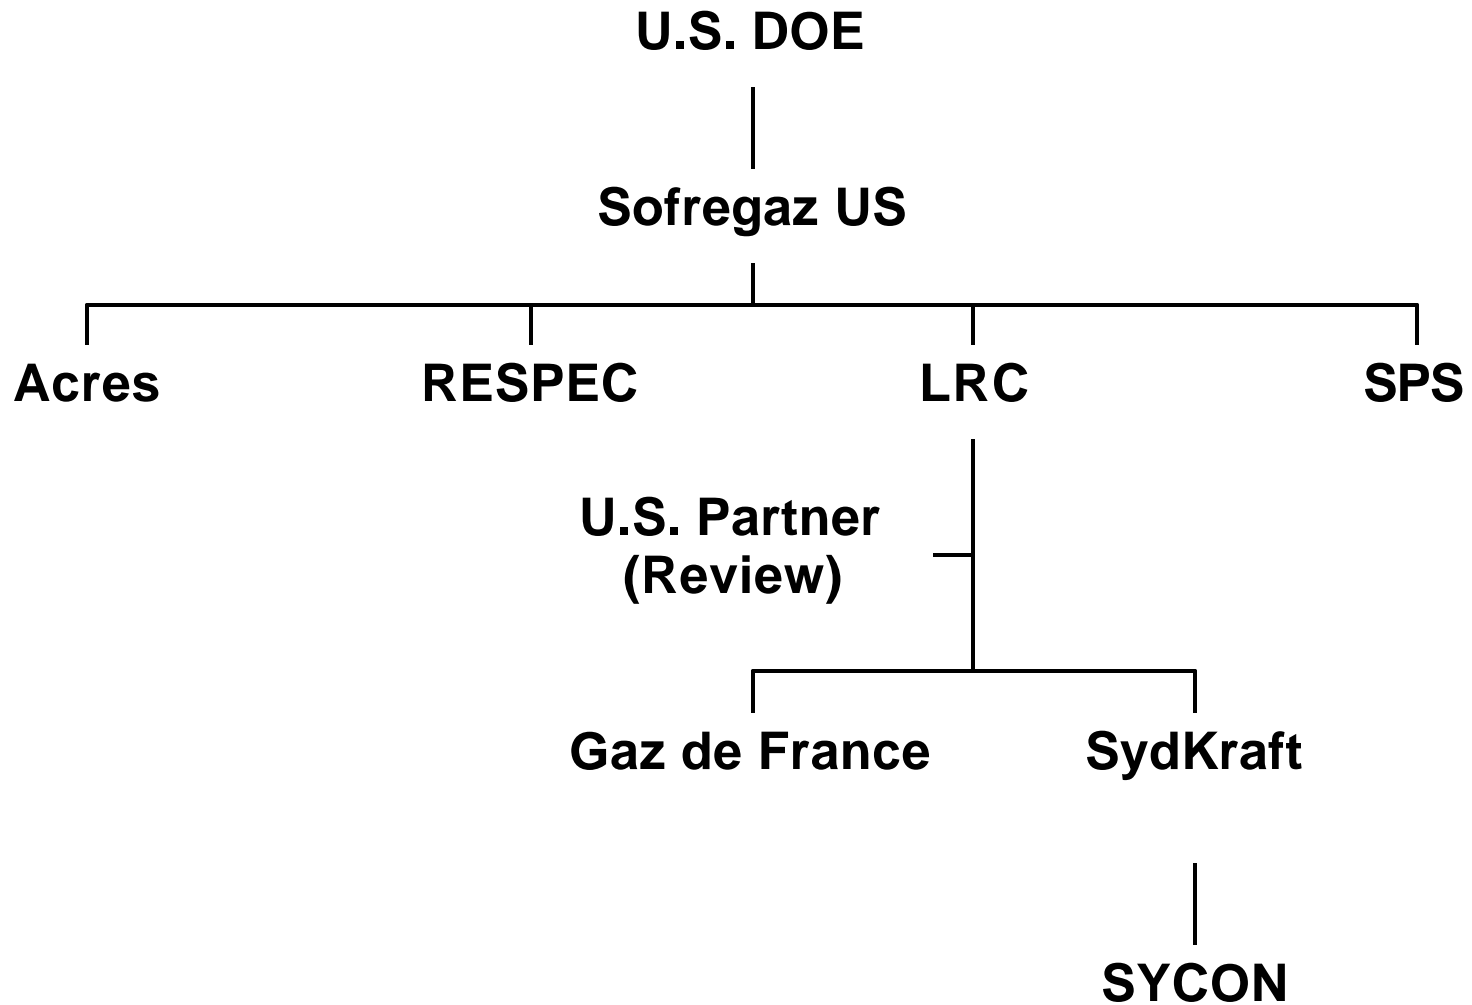 U.S. DOE
Sofregaz US
Acres RESPEC LRC SPS
U.S. Partner
(Review)
Gaz de France SydKraft
SYCON